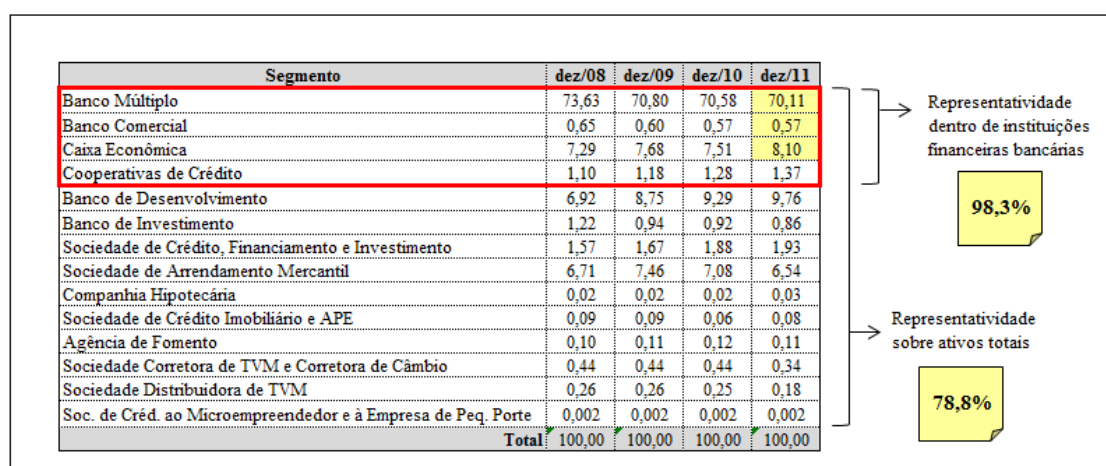 Segmento dez/08 dez/09 dez/10 dez/11
Banco Múltiplo 73,63 70,80 70,58 70,11
Banco Comercial 0,65 0,60 0,57 0,57
Caixa Econômica 7,29 7,68 7,51 8,10
Cooperativas de Crédito 1,10 1,18 1,28 1,37
Banco de Desenvolvimento 6,92 8,75 9,29 9,76
Banco de Investimento 1,22 0,94 0,92 0,86
Sociedade de Crédito, Financiamento e Investimento 1,57 1,67 1,88 1,93
Sociedade de Arrendamento Mercantil 6,71 7,46 7,08 6,54
Companhia Hipotecária 0,02 0,02 0,02 0,03
Sociedade de Crédito Imobiliário e APE 0,09 0,09 0,06 0,08
Agência de Fomento 0,10 0,11 0,12 0,11
Sociedade Corretora de TVM e Corretora de Câmbio 0,44 0,44 0,44 0,34
Sociedade Distribuidora de TVM 0,26 0,26 0,25 0,18
Soc. de Créd. ao Microempreendedor e à Empresa de Peq. Porte 0,002 0,002 0,002 0,002
Total 100,00 100,00 100,00 100,00
Representatividade
dentro de instituições
financeiras bancárias
98,3%
Representatividade
sobre ativos totais
78,8%